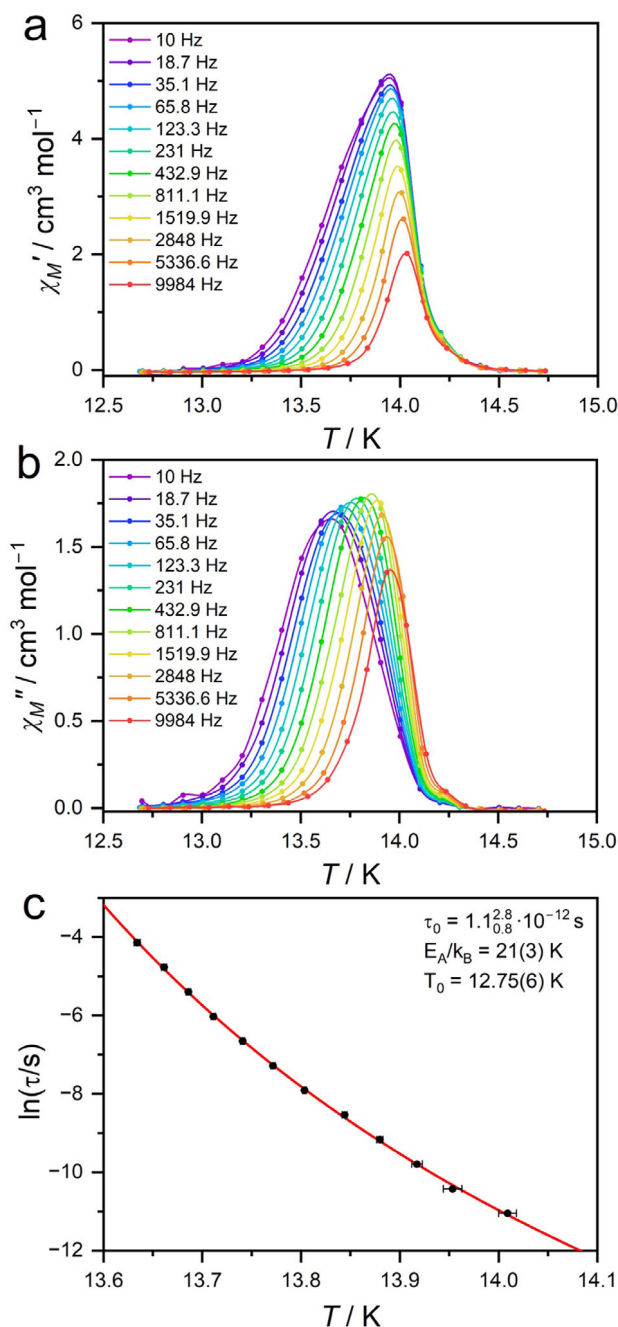 a
10 Hz
18.7 Hz
35.1 Hz
65.8 Hz
123.3 Hz
231 Hz
432.9 Hz
811.1 Hz
1519.9 Hz
2848 Hz
5336.6 Hz
9984 Hz
χM′ / cm³ mol⁻¹
6
4
2
0
12.5 13.0 13.5 14.0 14.5 15.0
T / K
b
10 Hz
18.7 Hz
35.1 Hz
65.8 Hz
123.3 Hz
231 Hz
432.9 Hz
811.1 Hz
1519.9 Hz
2848 Hz
5336.6 Hz
9984 Hz
χM″ / cm³ mol⁻¹
2.0
1.5
1.0
0.5
0.0
12.5 13.0 13.5 14.0 14.5 15.0
T / K
c
τ₀ = 1.1 2.8 0.8 ·10⁻¹² s
E_A/k_B = 21(3) K
T₀ = 12.75(6) K
ln(τ/s)
−4
−6
−8
−10
−12
13.6 13.7 13.8 13.9 14.0 14.1
T / K